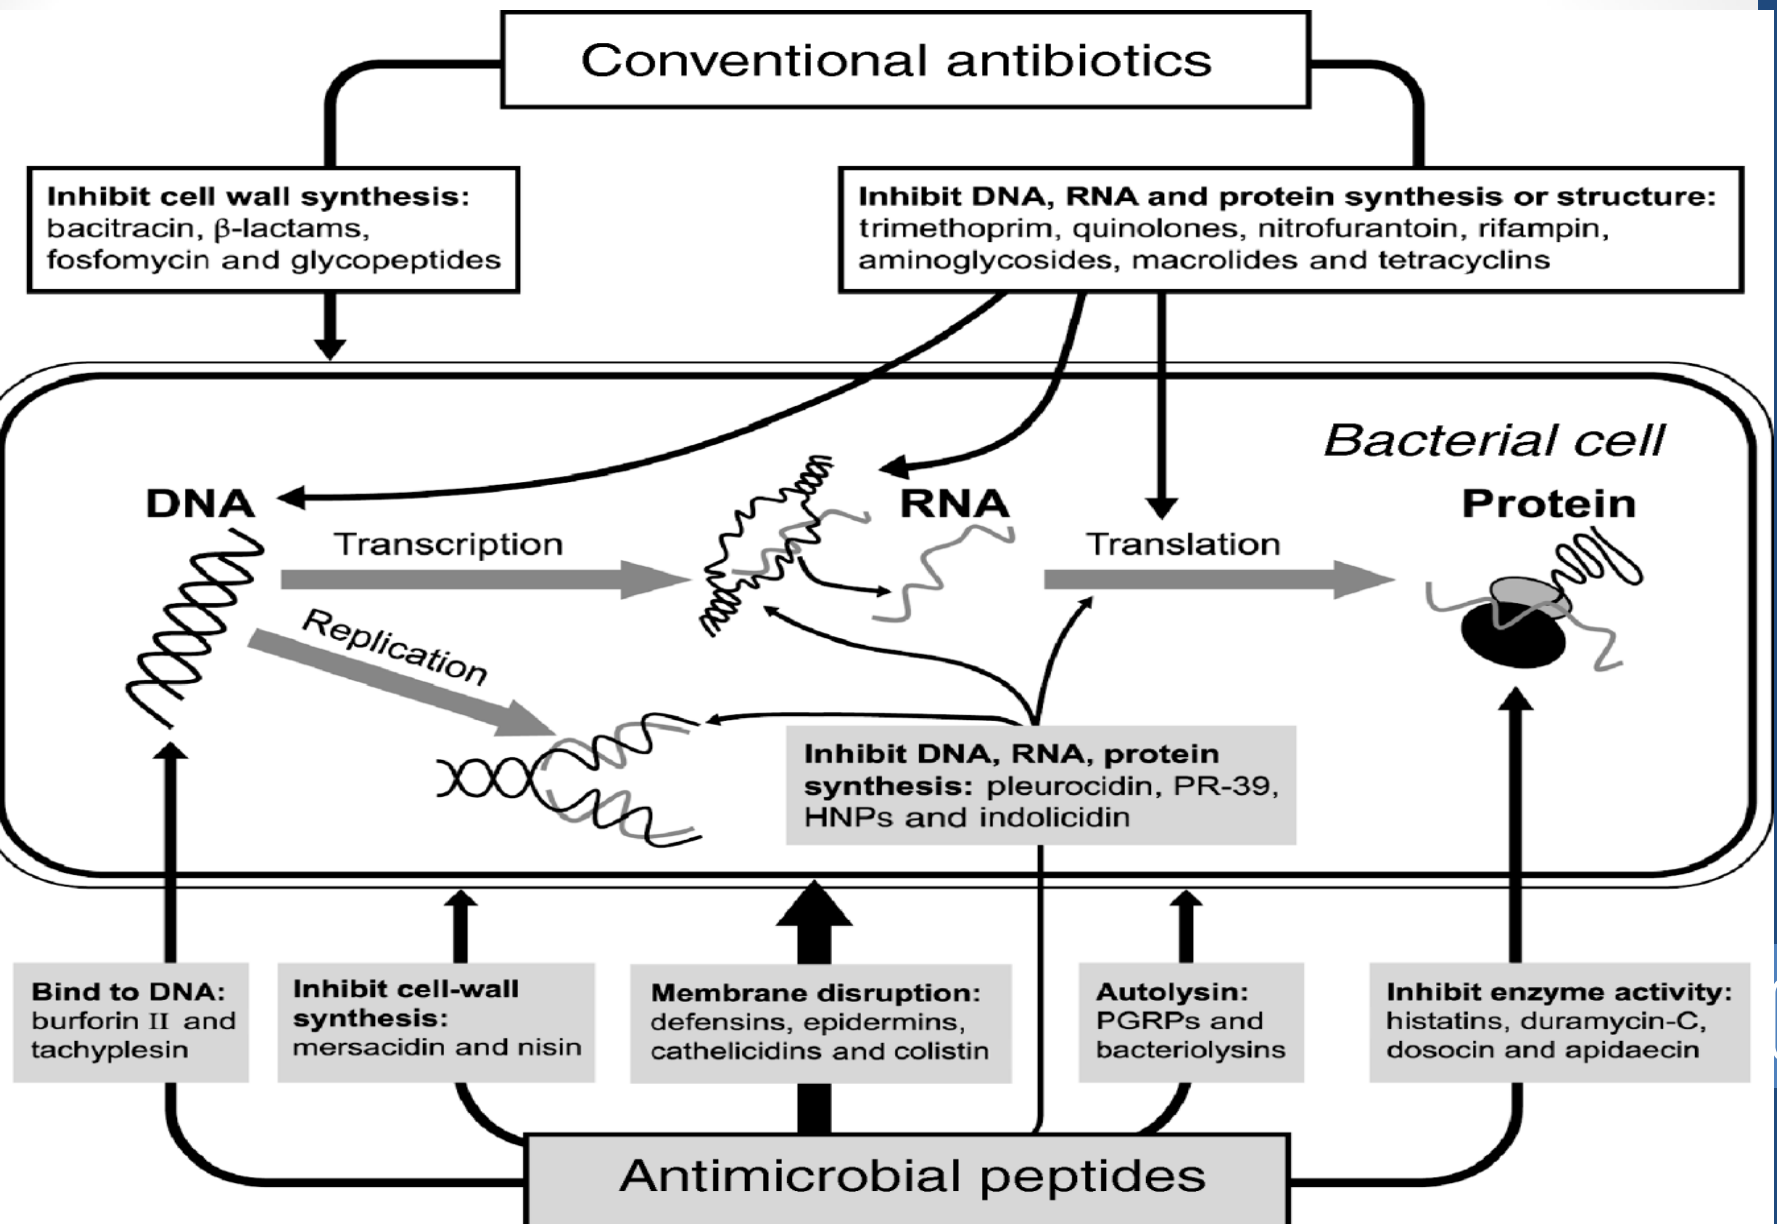 Conventional antibiotics
Inhibit cell wall synthesis:
bacitracin, β-lactams,
fosfomycin and glycopeptides
Inhibit DNA, RNA and protein synthesis or structure:
trimethoprim, quinolones, nitrofurantoin, rifampin,
aminoglycosides, macrolides and tetracyclins
Bacterial cell
DNA
RNA
Protein
Transcription
Translation
Replication
Inhibit DNA, RNA, protein
synthesis: pleurocidin, PR-39,
HNPs and indolicidin
Bind to DNA:
burforin II and
tachyplesin
Inhibit cell-wall
synthesis:
mersacidin and nisin
Membrane disruption:
defensins, epidermins,
cathelicidins and colistin
Autolysin:
PGRPs and
bacteriolysins
Inhibit enzyme activity:
histatins, duramycin-C,
dosocin and apidaecin
Antimicrobial peptides